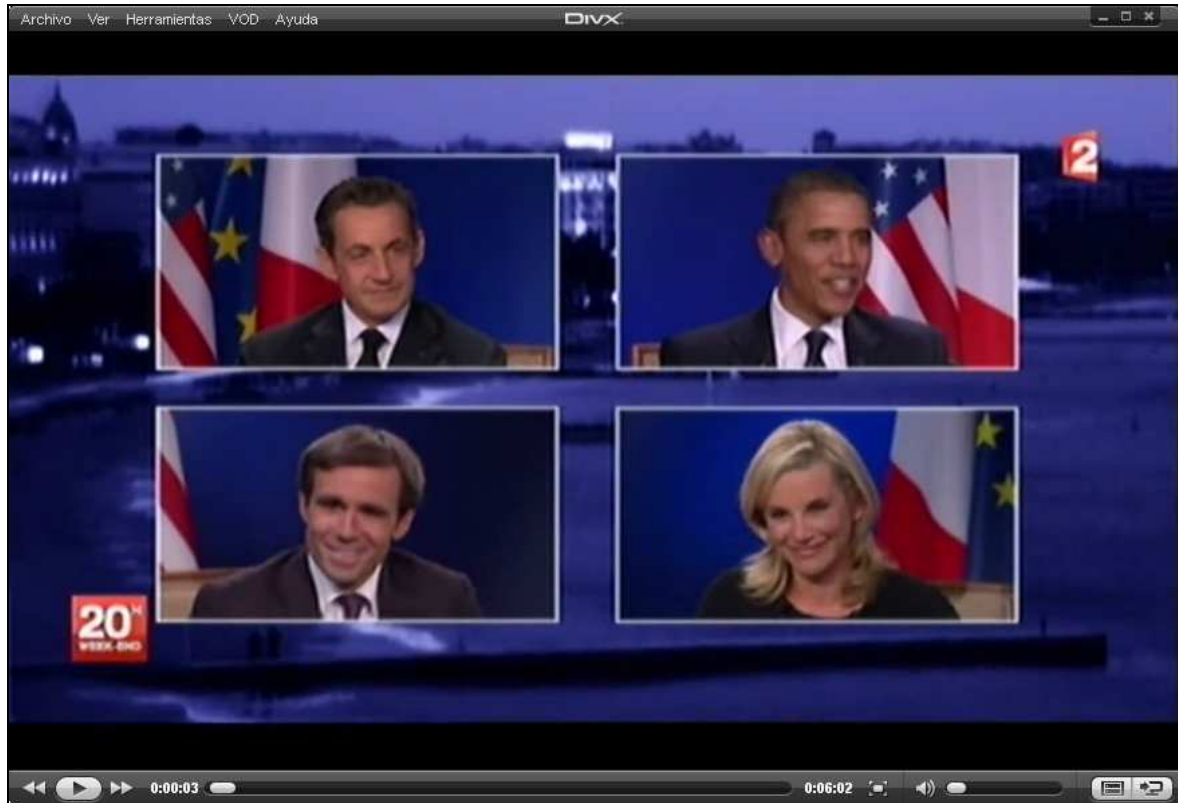 Archivo Ver Herramientas VOD Ayuda
DIVX
2
20H
WEEK-END
0:00:03
0:06:02